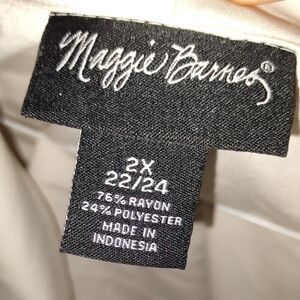 Maggie Barnes®
2X
22/24
76% RAYON
24% POLYESTER
MADE IN
INDONESIA